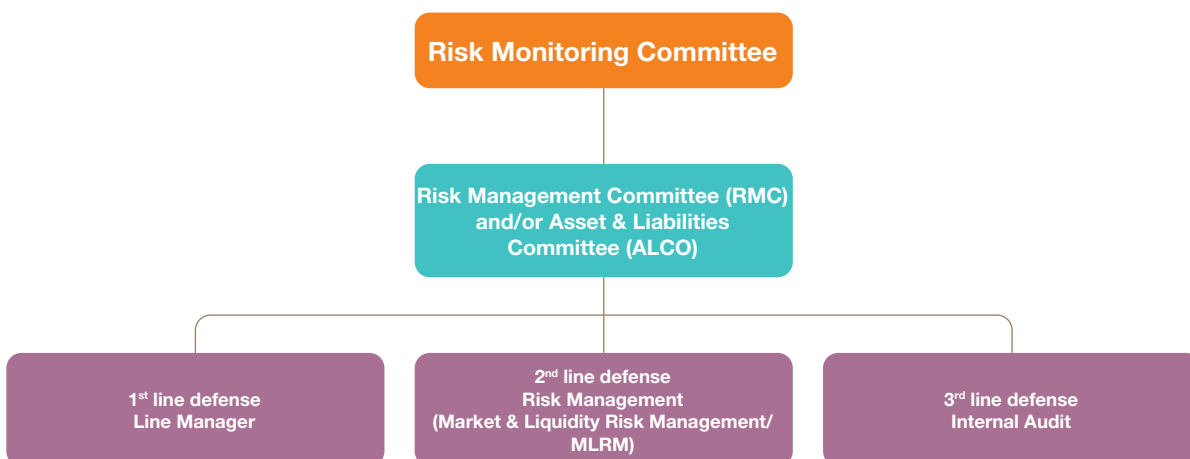 Risk Monitoring Committee
Risk Management Committee (RMC)
and/or Asset & Liabilities
Committee (ALCO)
1st line defense
Line Manager
2nd line defense
Risk Management
(Market & Liquidity Risk Management/
MLRM)
3rd line defense
Internal Audit